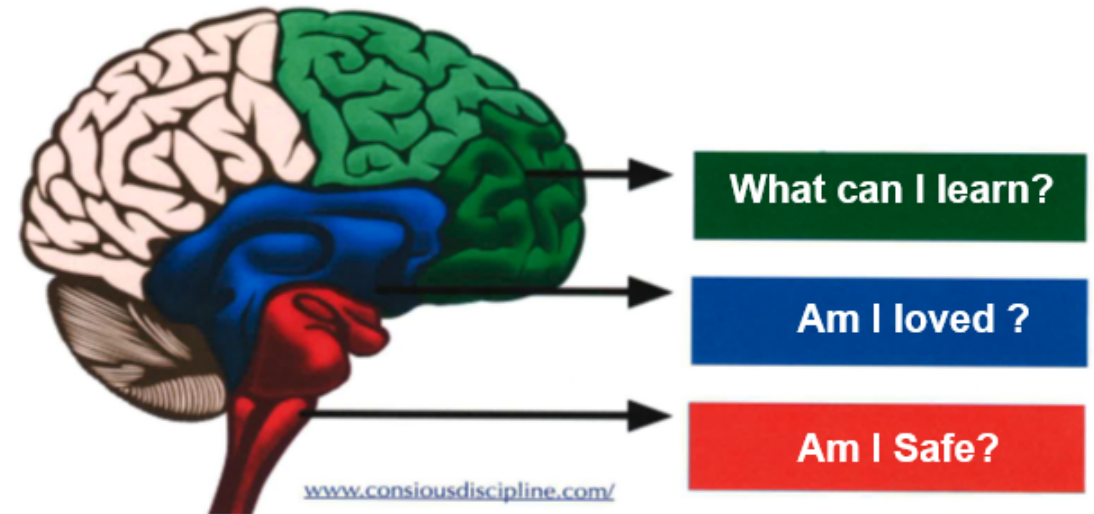 What can I learn?
Am I loved ?
Am I Safe?
www.consiousdiscipline.com/